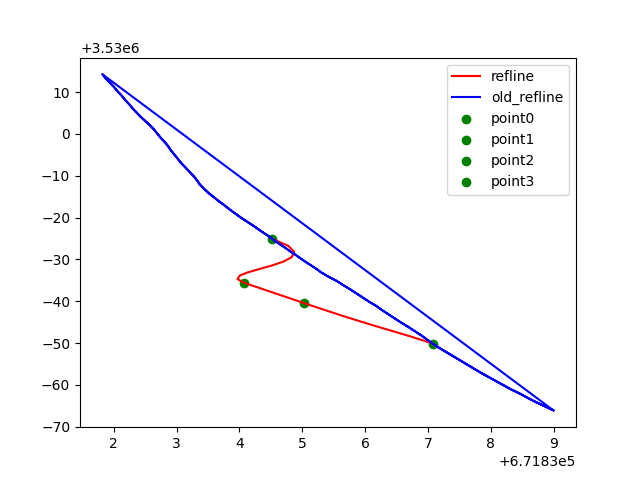 +3.53e6
refline
old_refline
point0
point1
point2
point3
10
0
−10
−20
−30
−40
−50
−60
−70
2 3 4 5 6 7 8 9
+6.7183e5